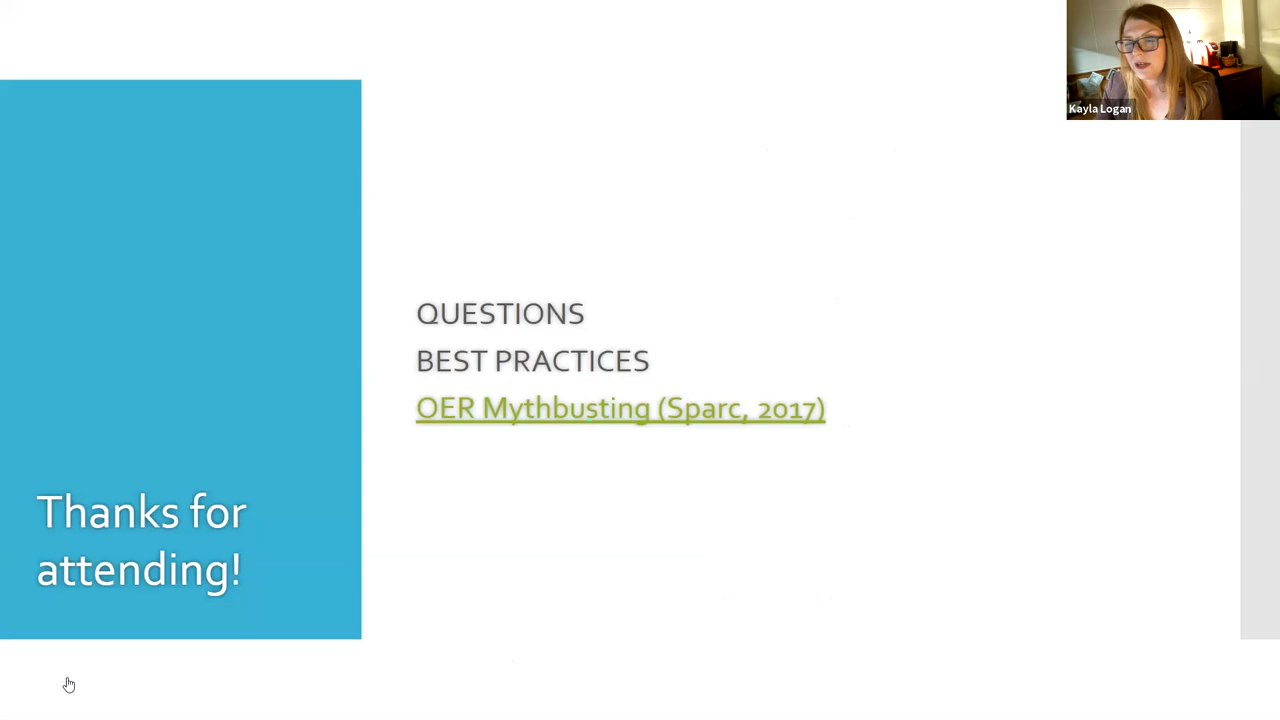 Kayla Logan
QUESTIONS
BEST PRACTICES
OER Mythbusting (Sparc, 2017)
Thanks for
attending!